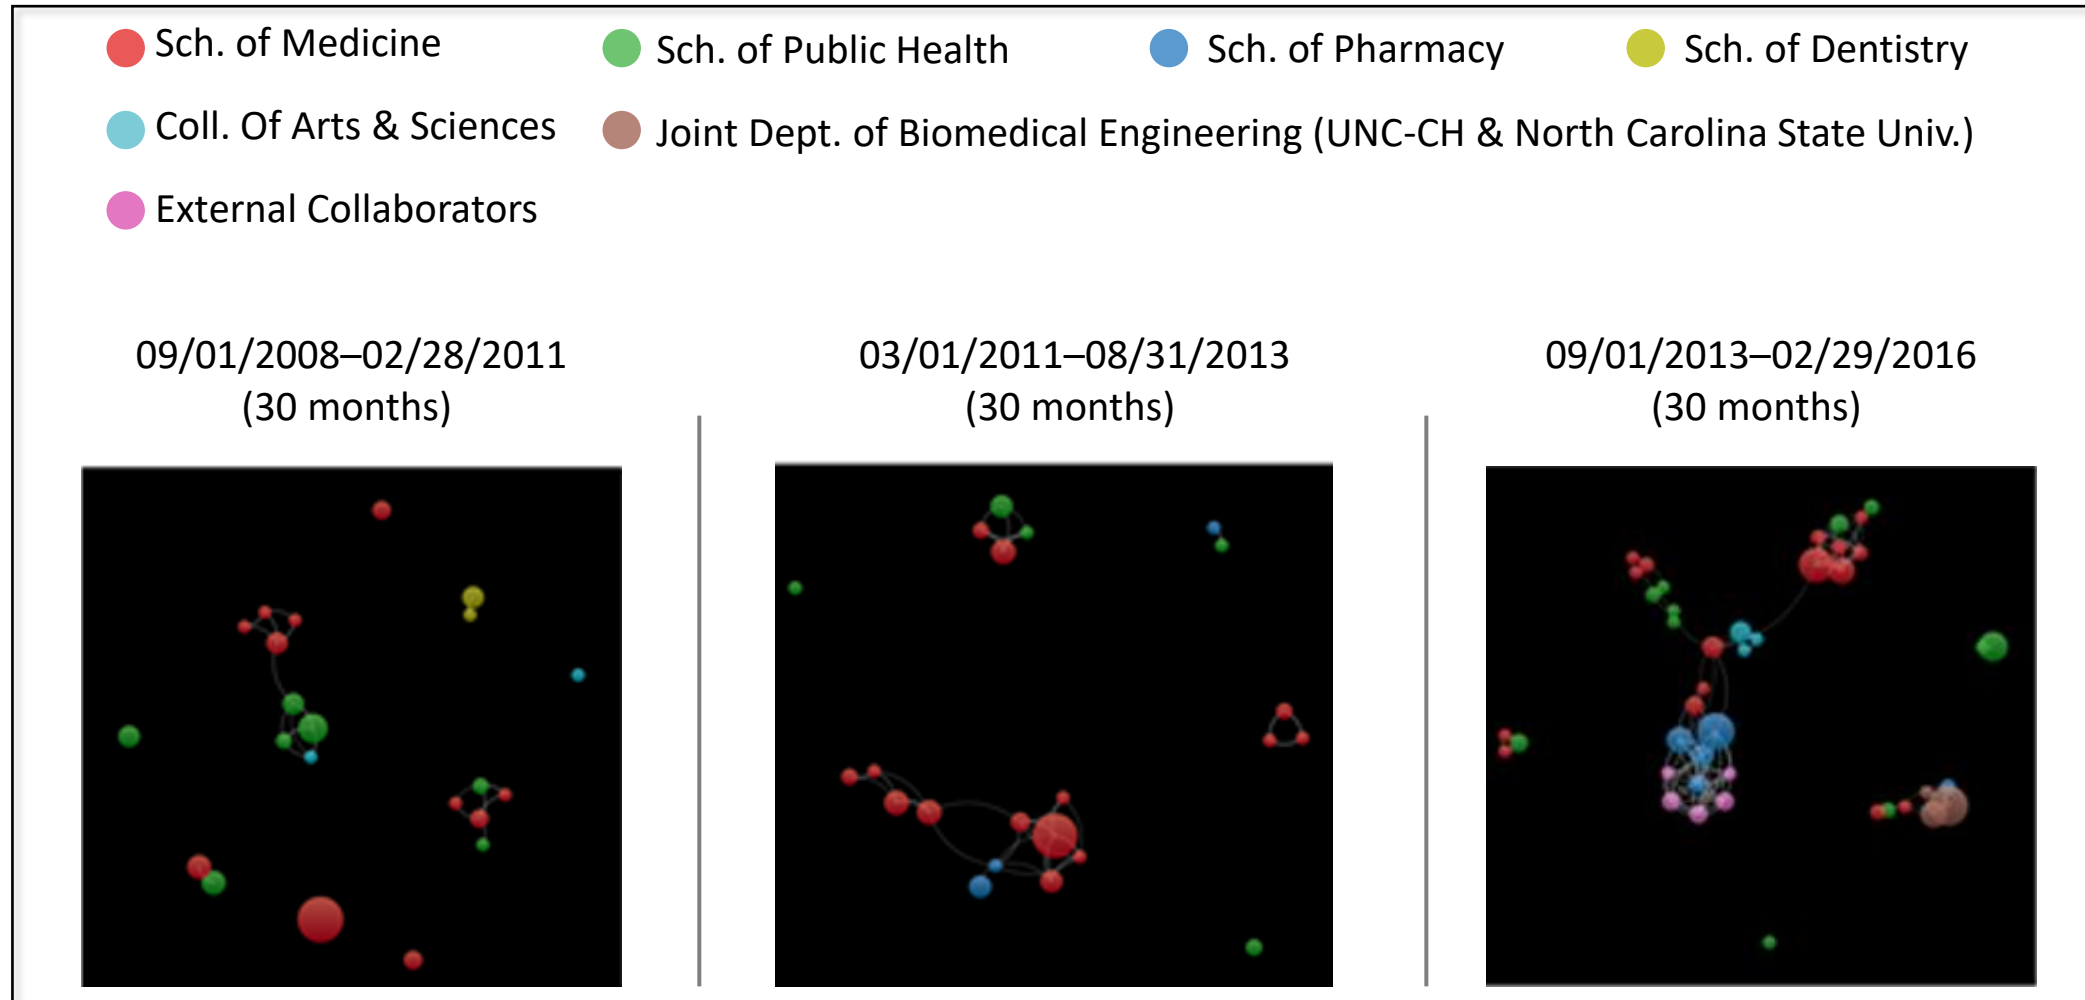 Sch. of Medicine
Sch. of Public Health
Sch. of Pharmacy
Sch. of Dentistry
Coll. Of Arts & Sciences
Joint Dept. of Biomedical Engineering (UNC-CH & North Carolina State Univ.)
External Collaborators
09/01/2008–02/28/2011
(30 months)
03/01/2011–08/31/2013
(30 months)
09/01/2013–02/29/2016
(30 months)